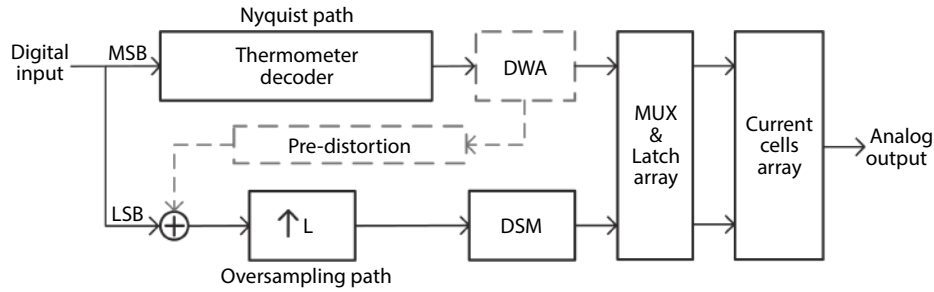 Nyquist path
Digital
input
MSB
Thermometer
decoder
DWA
MUX
&
Latch
array
Current
cells
array
Analog
output
Pre-distortion
LSB
+
↑ L
DSM
Oversampling path